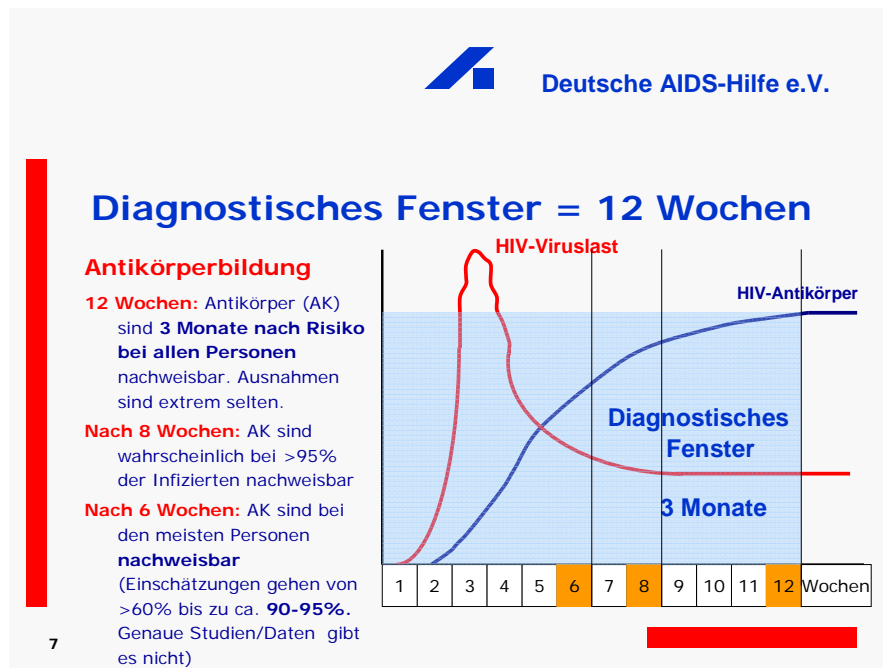 Deutsche AIDS-Hilfe e.V.
Diagnostisches Fenster = 12 Wochen
Antikörperbildung
12 Wochen: Antikörper (AK)
sind 3 Monate nach Risiko
bei allen Personen
nachweisbar. Ausnahmen
sind extrem selten.
Nach 8 Wochen: AK sind
wahrscheinlich bei >95%
der Infizierten nachweisbar
Nach 6 Wochen: AK sind bei
den meisten Personen
nachweisbar
(Einschätzungen gehen von
>60% bis zu ca. 90-95%.
Genaue Studien/Daten gibt
es nicht)
HIV-Viruslast
HIV-Antikörper
Diagnostisches
Fenster
3 Monate
1 2 3 4 5 6 7 8 9 10 11 12 Wochen
7